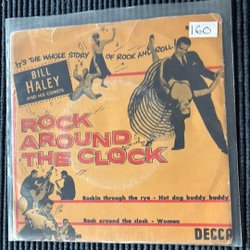 160
IT'S THE WHOLE STORY OF ROCK AND ROLL
BILL
HALEY
AND HIS COMETS
ROCK
AROUND
THE CLOCK
DECCA
Rockin through the rye - Hot dog buddy buddy
Rock around the clock - Woman